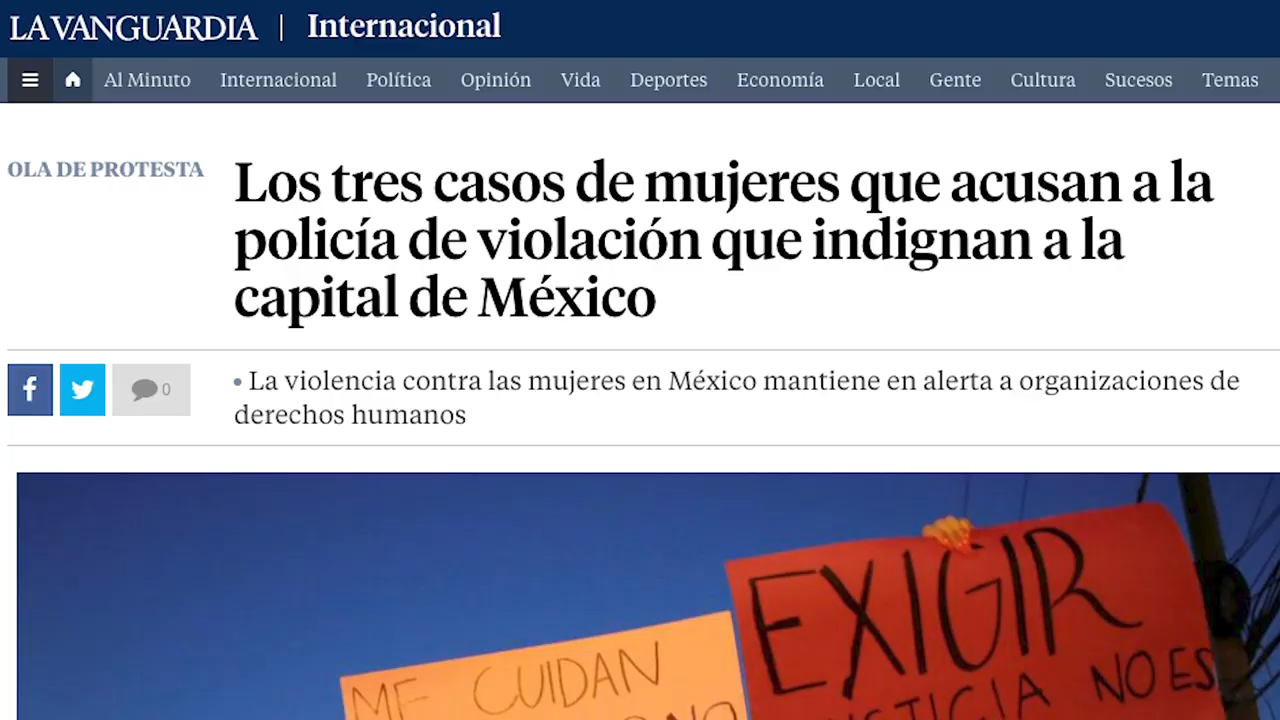 LA VANGUARDIA | Internacional
Al Minuto Internacional Política Opinión Vida Deportes Economía Local Gente Cultura Sucesos Temas
OLA DE PROTESTA
Los tres casos de mujeres que acusan a la
policía de violación que indignan a la
capital de México
0
• La violencia contra las mujeres en México mantiene en alerta a organizaciones de
derechos humanos
EXIGIR
NO ES
ME CUIDAN